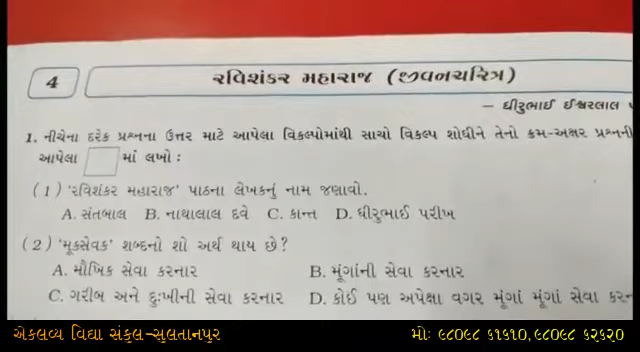 4
રવિશંકર મહારાજ (જીવનચરિત્ર)
– ધીરુભાઈ ઈશ્વરલાલ
1. નીચેના દરેક પ્રશ્નના ઉત્તર માટે આપેલા વિકલ્પોમાંથી સાચો વિકલ્પ શોધીને તેનો ક્રમ-અક્ષર પ્રશ્નની
આપેલા માં લખો :
(1) 'રવિશંકર મહારાજ' પાઠના લેખકનું નામ જણાવો.
A. સંતબાલ B. નાથાલાલ દવે C. કાન્ત D. ધીરુભાઈ પરીખ
(2) 'મૂકસેવક' શબ્દનો શો અર્થ થાય છે?
A. મૌખિક સેવા કરનાર B. મૂંગાંની સેવા કરનાર
C. ગરીબ અને દુઃખીની સેવા કરનાર D. કોઈ પણ અપેક્ષા વગર મૂંગાં મૂંગાં સેવા
એકલવ્ય વિદ્યા સંકુલ-સુલતાનપુર મોઃ ૯૮૦૯૮ ૬૧૬૧૦,૯૮૦૯૮ ૬૨૬૨૦